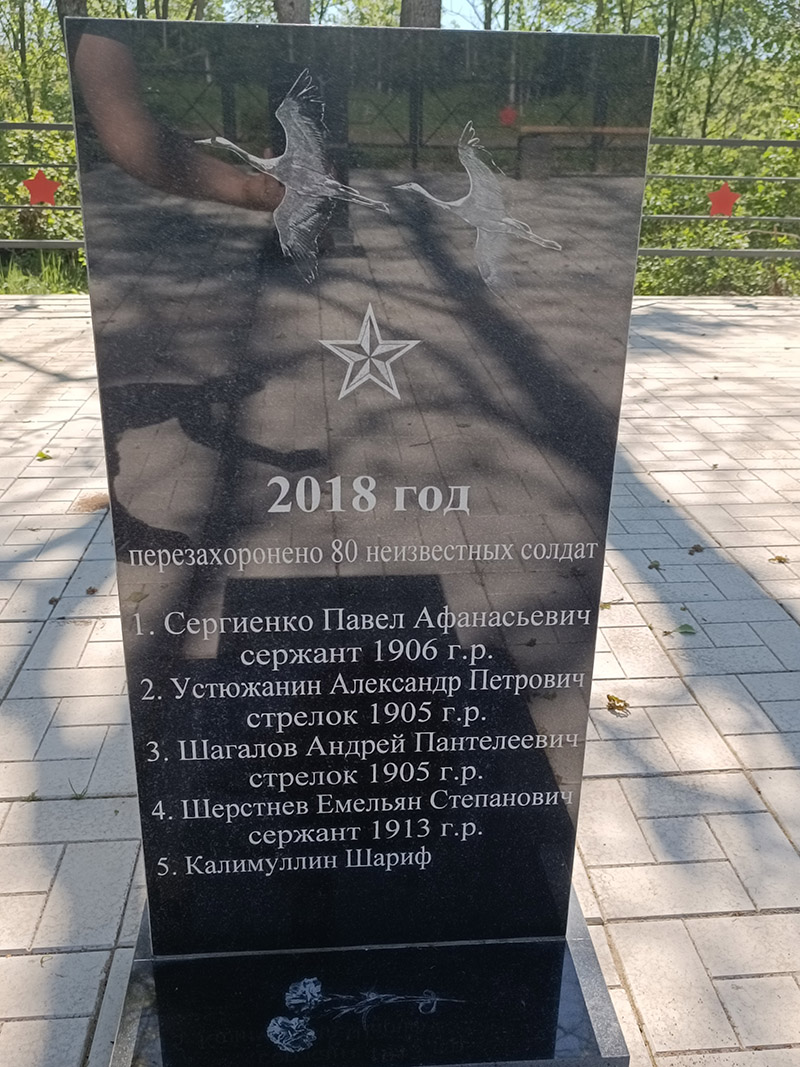 2018 год
перезахоронено 80 неизвестных солдат
1. Сергиенко Павел Афанасьевич
сержант 1906 г.р.
2. Устюжанин Александр Петрович
стрелок 1905 г.р.
3. Шагалов Андрей Пантелеевич
стрелок 1905 г.р.
4. Шерстнев Емельян Степанович
сержант 1913 г.р.
5. Калимуллин Шариф